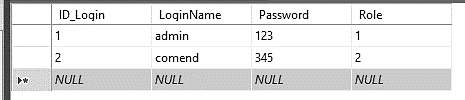 ID_Login LoginName Password Role
1 admin 123 1
2 comend 345 2
NULL NULL NULL NULL